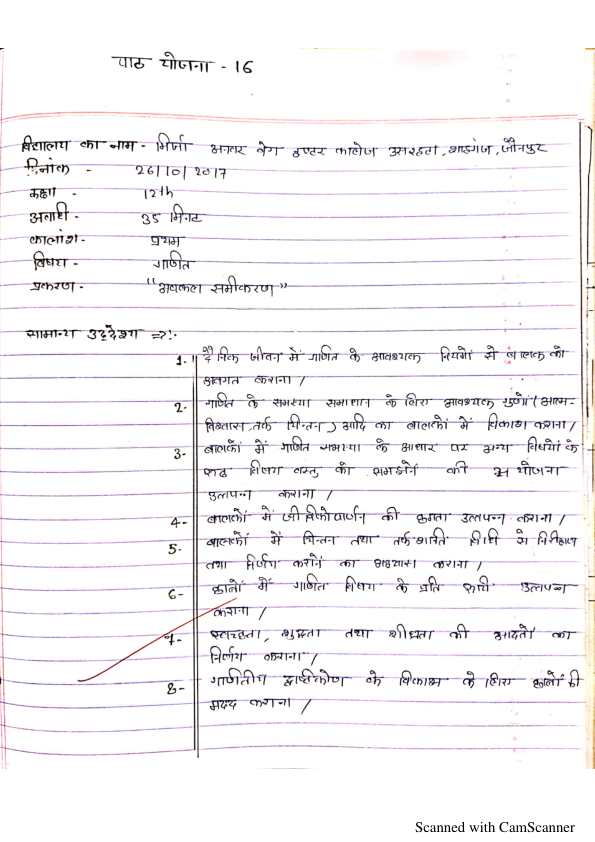 पाठ योजना - 16
विद्यालय का नाम - मिर्जा अनवर बेग इण्टर कालेज उसरहटा, शाहगंज, जौनपुर
दिनांक - 26/10/2017
कक्षा - 12th
अवधि - 35 मिनट
कालांश - प्रथम
विषय - गणित
प्रकरण - "अवकल समीकरण"
सामान्य उद्देश्य =>:-
1- दैनिक जीवन में गणित के आवश्यक नियमों से बालक को
अवगत कराना /
2- गणित के समस्या समाधान के लिए आवश्यक गुणों (आत्म-
विश्वास, तर्क चिन्तन) आदि का बालकों में विकास कराना /
3- बालकों में गणित समस्या के आधार पर अन्य विषयों के
विषय वस्तु को समझने की योजना
उत्पन्न कराना /
4- बालकों में जीविकोपार्जन की क्षमता उत्पन्न कराना /
5- बालकों में चिन्तन तथा तर्क शक्ति विधि से निरीक्षण
तथा निर्णय करने का अभ्यास कराना /
6- छात्रों में गणित विषय के प्रति रुचि उत्पन्न
कराना /
7- स्वच्छता, शुद्धता तथा शीघ्रता की आदतों का
निर्णय कराना /
8- गणितीय दृष्टिकोण के विकास के लिए छात्रों की
मदद कराना /
Scanned with CamScanner